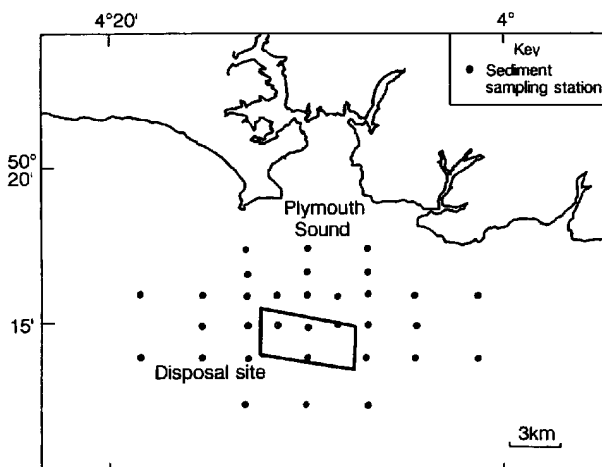 4°20'
4°
Key
Sediment
sampling station
50°
20'
Plymouth
Sound
15'
Disposal site
3km